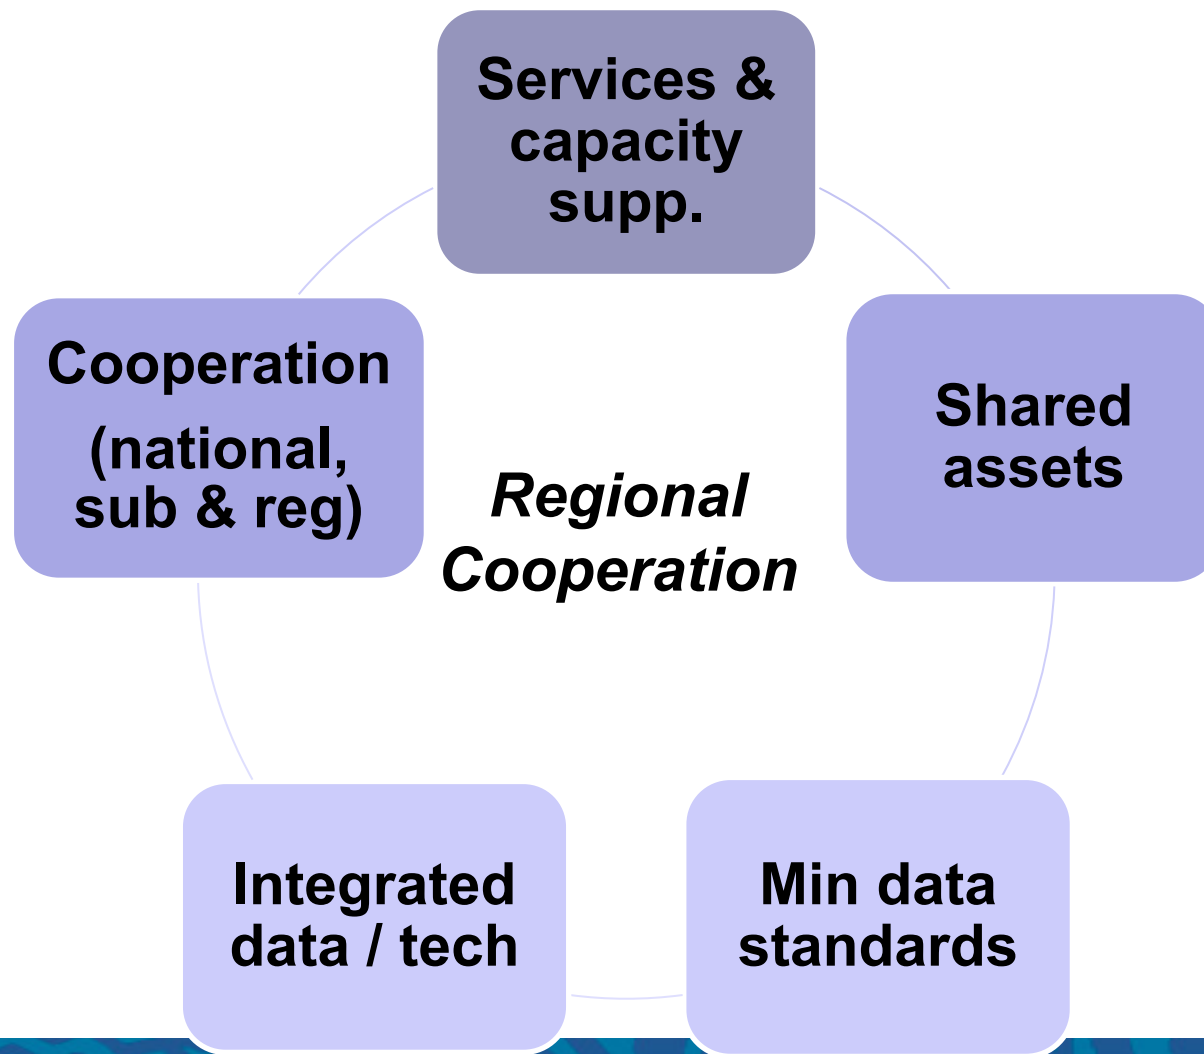 Services &
capacity
supp.
Cooperation
(national,
sub & reg)
Regional
Cooperation
Shared
assets
Integrated
data / tech
Min data
standards